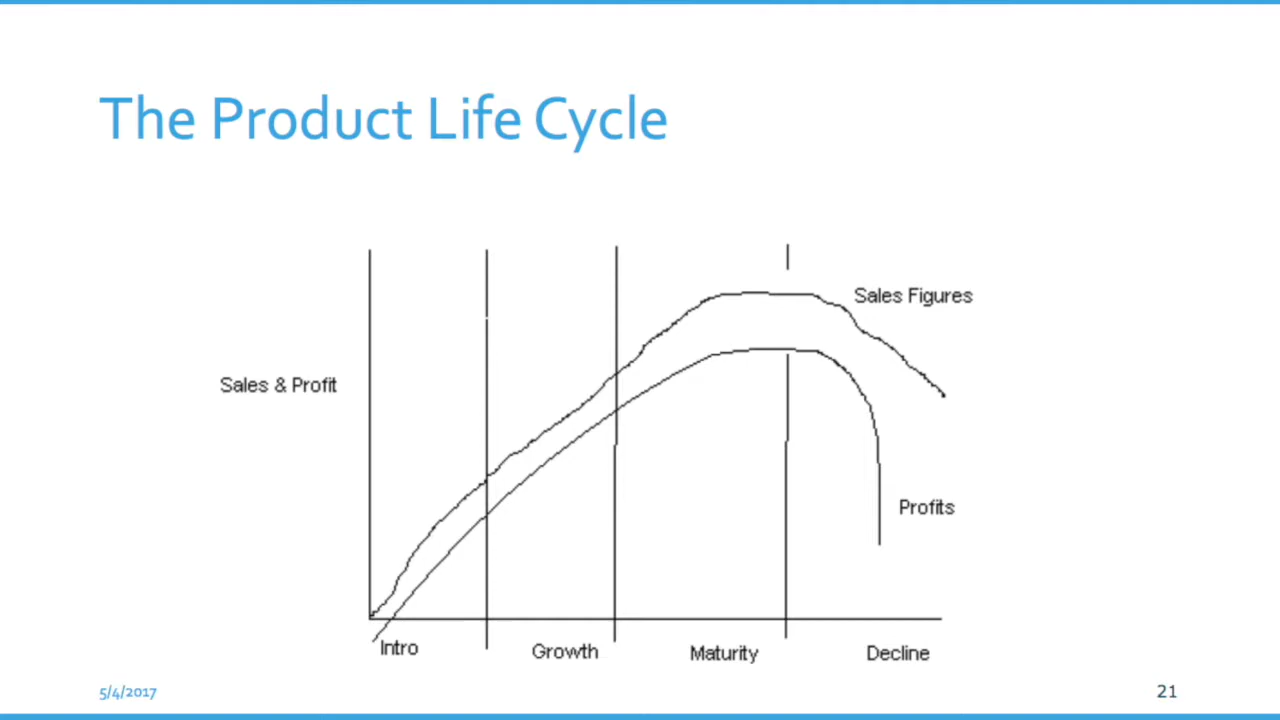 The Product Life Cycle
Sales Figures
Sales & Profit
Profits
Intro
Growth
Maturity
Decline
5/4/2017
21